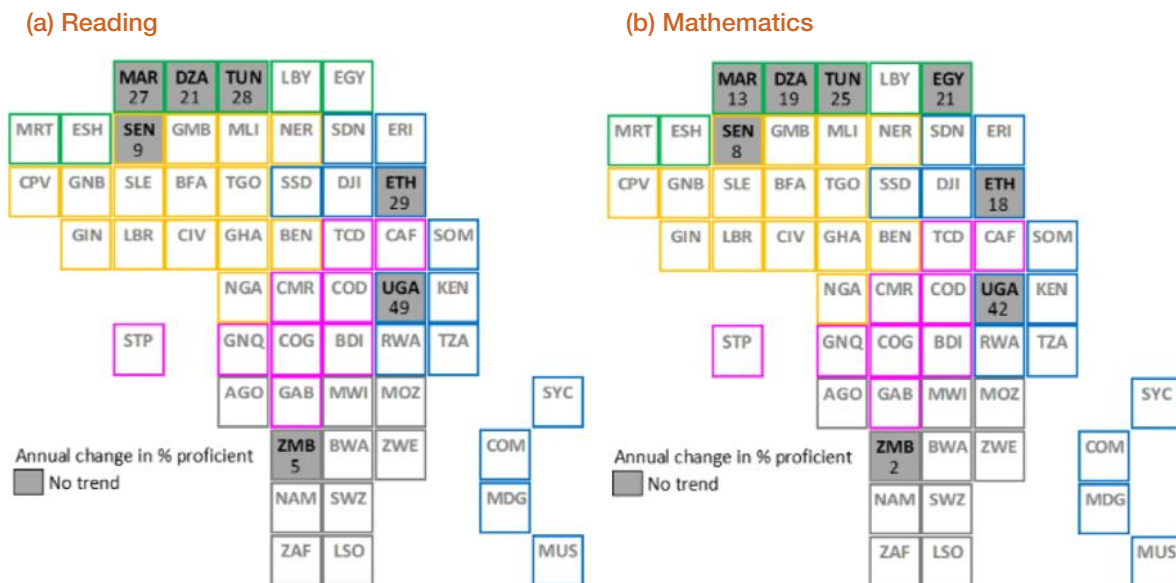 (a) Reading
MAR DZA TUN LBY EGY
27 21 28
MRT ESH SEN GMB MLI NER SDN ERI
9
CPV GNB SLE BFA TGO SSD DJI ETH
29
GIN LBR CIV GHA BEN TCD CAF SOM
NGA CMR COD UGA KEN
49
STP GNQ COG BDI RWA TZA
AGO GAB MWI MOZ SYC
ZMB BWA ZWE COM
5
Annual change in % proficient
No trend
NAM SWZ MDG
ZAF LSO MUS
(b) Mathematics
MAR DZA TUN LBY EGY
13 19 25 21
MRT ESH SEN GMB MLI NER SDN ERI
8
CPV GNB SLE BFA TGO SSD DJI ETH
18
GIN LBR CIV GHA BEN TCD CAF SOM
NGA CMR COD UGA KEN
42
STP GNQ COG BDI RWA TZA
AGO GAB MWI MOZ SYC
ZMB BWA ZWE COM
2
Annual change in % proficient
No trend
NAM SWZ MDG
ZAF LSO MUS